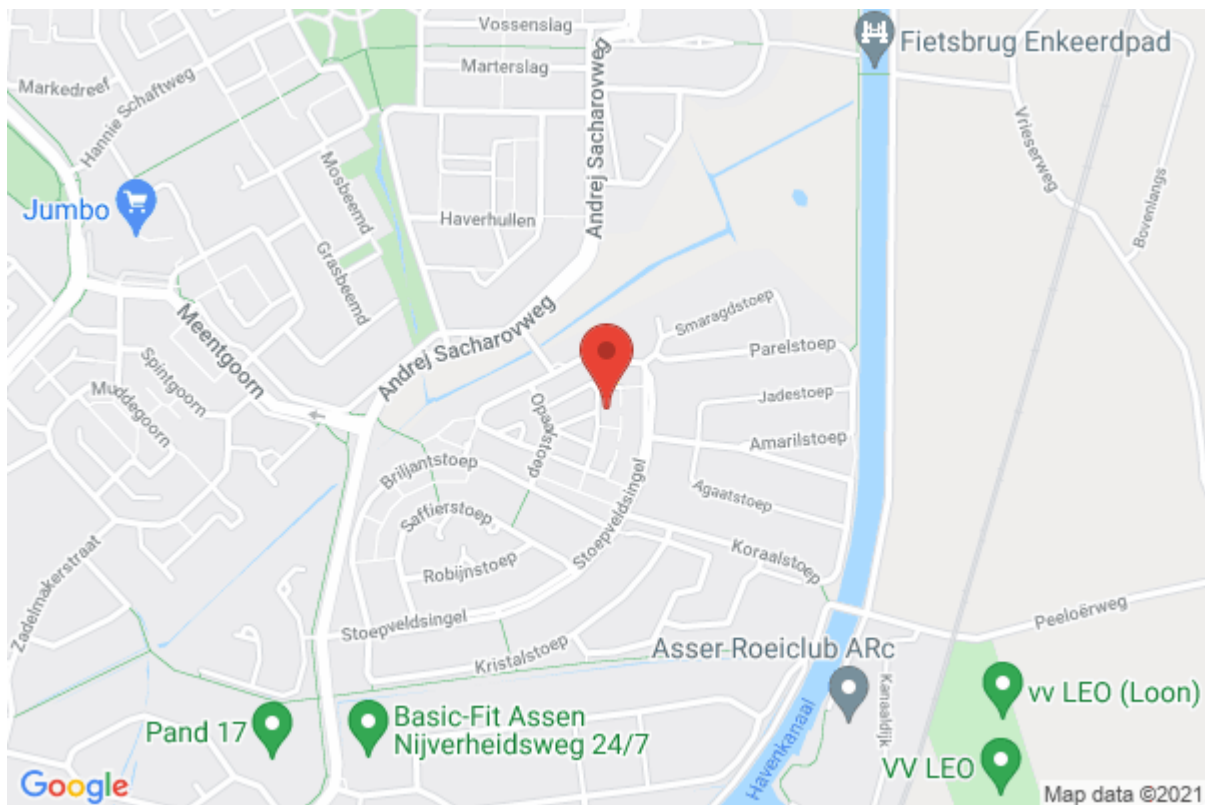 Vossenslag
Fietsbrug Enkeerdpad
Marterslag
Markedreef
Hannie Schaftweg
Andrej Sacharovweg
Vrieserweg
Mosbeemd
Jumbo
Haverhullen
Bovenlangs
Grasbeemd
Smaragdstoep
Meentgoorn
Andrej Sacharovweg
Parelstoep
Spintgoorn
Muddegoorn
Opaalstoep
Jadestoep
Amarilstoep
Briljantstoep
Agaatstoep
Saffierstoep
Stoepveldsingel
Koraalstoep
Robijnstoep
Zadelmakerstraat
Peeloërweg
Stoepveldsingel
Kristalstoep
Asser Roeiclub ARc
Kanaaldijk
vv LEO (Loon)
Pand 17
Basic-Fit Assen
Nijverheidsweg 24/7
Havenkanaal
VV LEO
Google
Map data ©2021